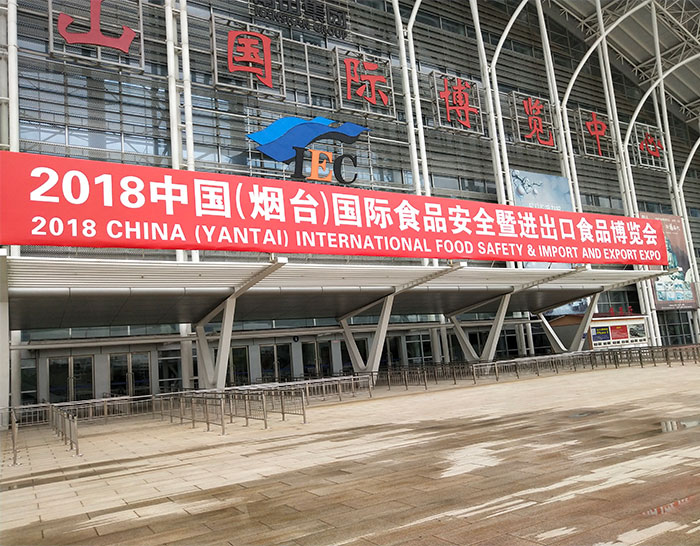 山国际博览中心
IEC
2018中国(烟台)国际食品安全暨进出口食品博览会
2018 CHINA (YANTAI) INTERNATIONAL FOOD SAFETY & IMPORT AND EXPORT EXPO